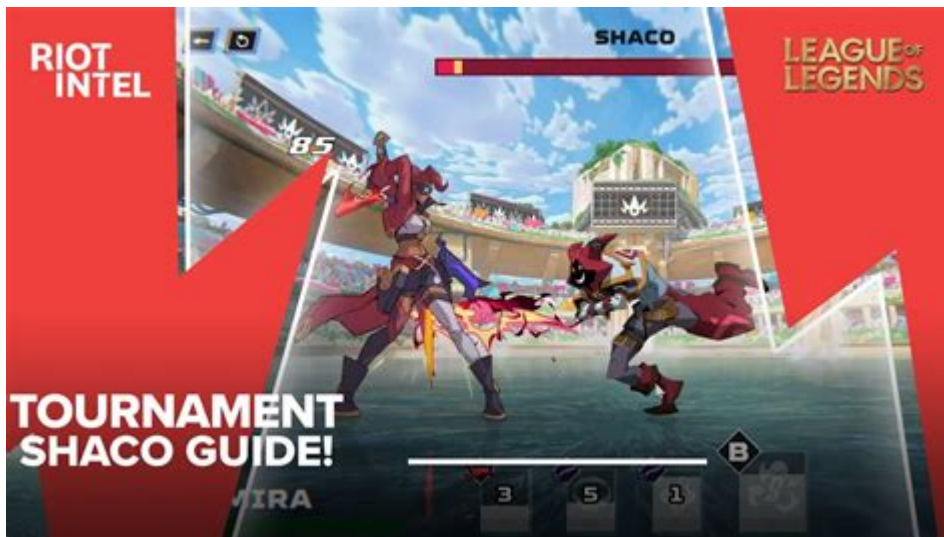 RIOT
INTEL
SHACO
LEAGUE OF
LEGENDS
85
TOURNAMENT
SHACO GUIDE!
B
MIRA
3 5 1